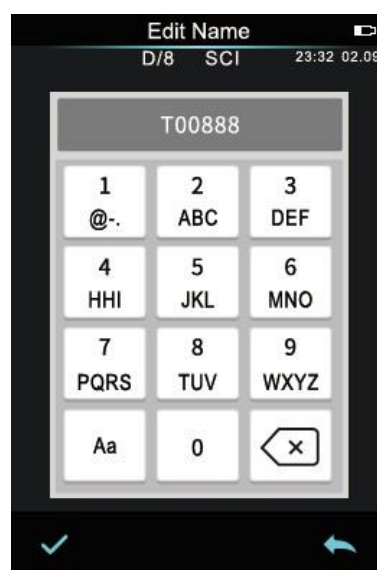 Edit Name
D/8 SCI 23:32 02.09
T00888
1 2 3
@-. ABC DEF
4 5 6
HHI JKL MNO
7 8 9
PQRS TUV WXYZ
Aa 0